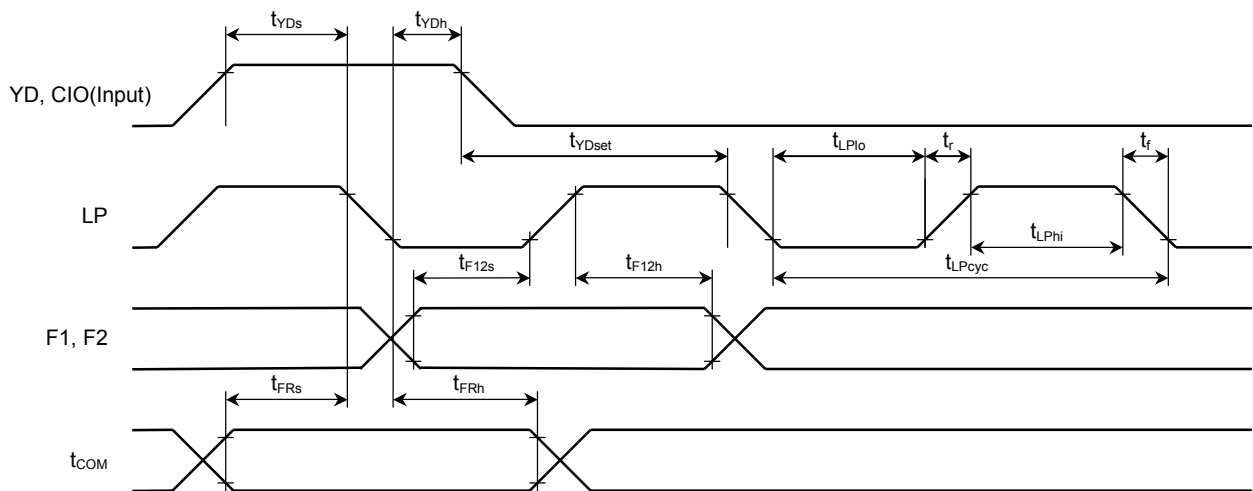 tYDs
tYDh
YD, CIO(Input)
tYDset
tLPlo
tr
tf
LP
tLPhi
tF12s
tF12h
tLPcyc
F1, F2
tFRs
tFRh
tCOM